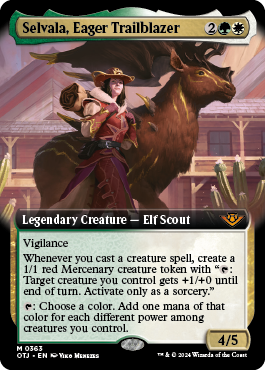 Selvala, Eager Trailblazer 2
Legendary Creature — Elf Scout
Vigilance
Whenever you cast a creature spell, create a
1/1 red Mercenary creature token with “: 
Target creature you control gets +1/+0 until
end of turn. Activate only as a sorcery.”
: Choose a color. Add one mana of that
color for each different power among
creatures you control.
4/5
M 0363
OTJ • EN Viko Menezes
™ & © 2024 Wizards of the Coast